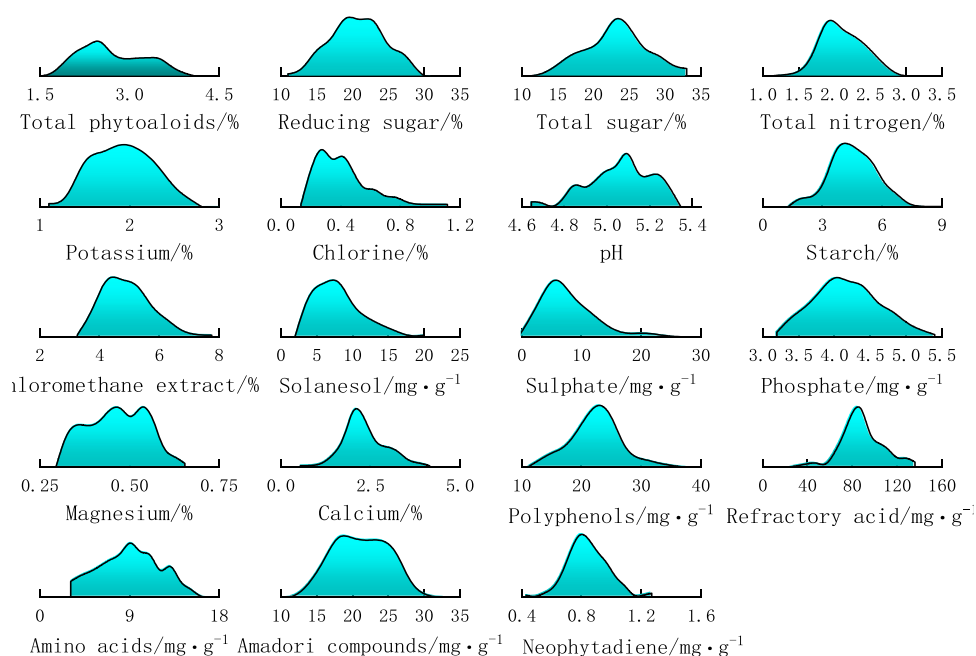 1.5 3.0 4.5 10 15 20 25 30 35 10 15 20 25 30 35 1.0 1.5 2.0 2.5 3.0 3.5
Total phytoaloids/% Reducing sugar/% Total sugar/% Total nitrogen/%
1 2 3 0.0 0.4 0.8 1.2 4.6 4.8 5.0 5.2 5.4 0 3 6 9
Potassium/% Chlorine/% pH Starch/%
2 4 6 8 0 5 10 15 20 25 0 10 20 30 3.0 3.5 4.0 4.5 5.0 5.5
hloromethane extract/% Solanesol/mg·g⁻¹ Sulphate/mg·g⁻¹ Phosphate/mg·g⁻¹
0.25 0.50 0.75 0.0 2.5 5.0 10 20 30 40 0 40 80 120 160
Magnesium/% Calcium/% Polyphenols/mg·g⁻¹ Refractory acid/mg·g⁻¹
0 9 18 10 15 20 25 30 35 0.4 0.8 1.2 1.6
Amino acids/mg·g⁻¹ Amadori compounds/mg·g⁻¹ Neophytadiene/mg·g⁻¹